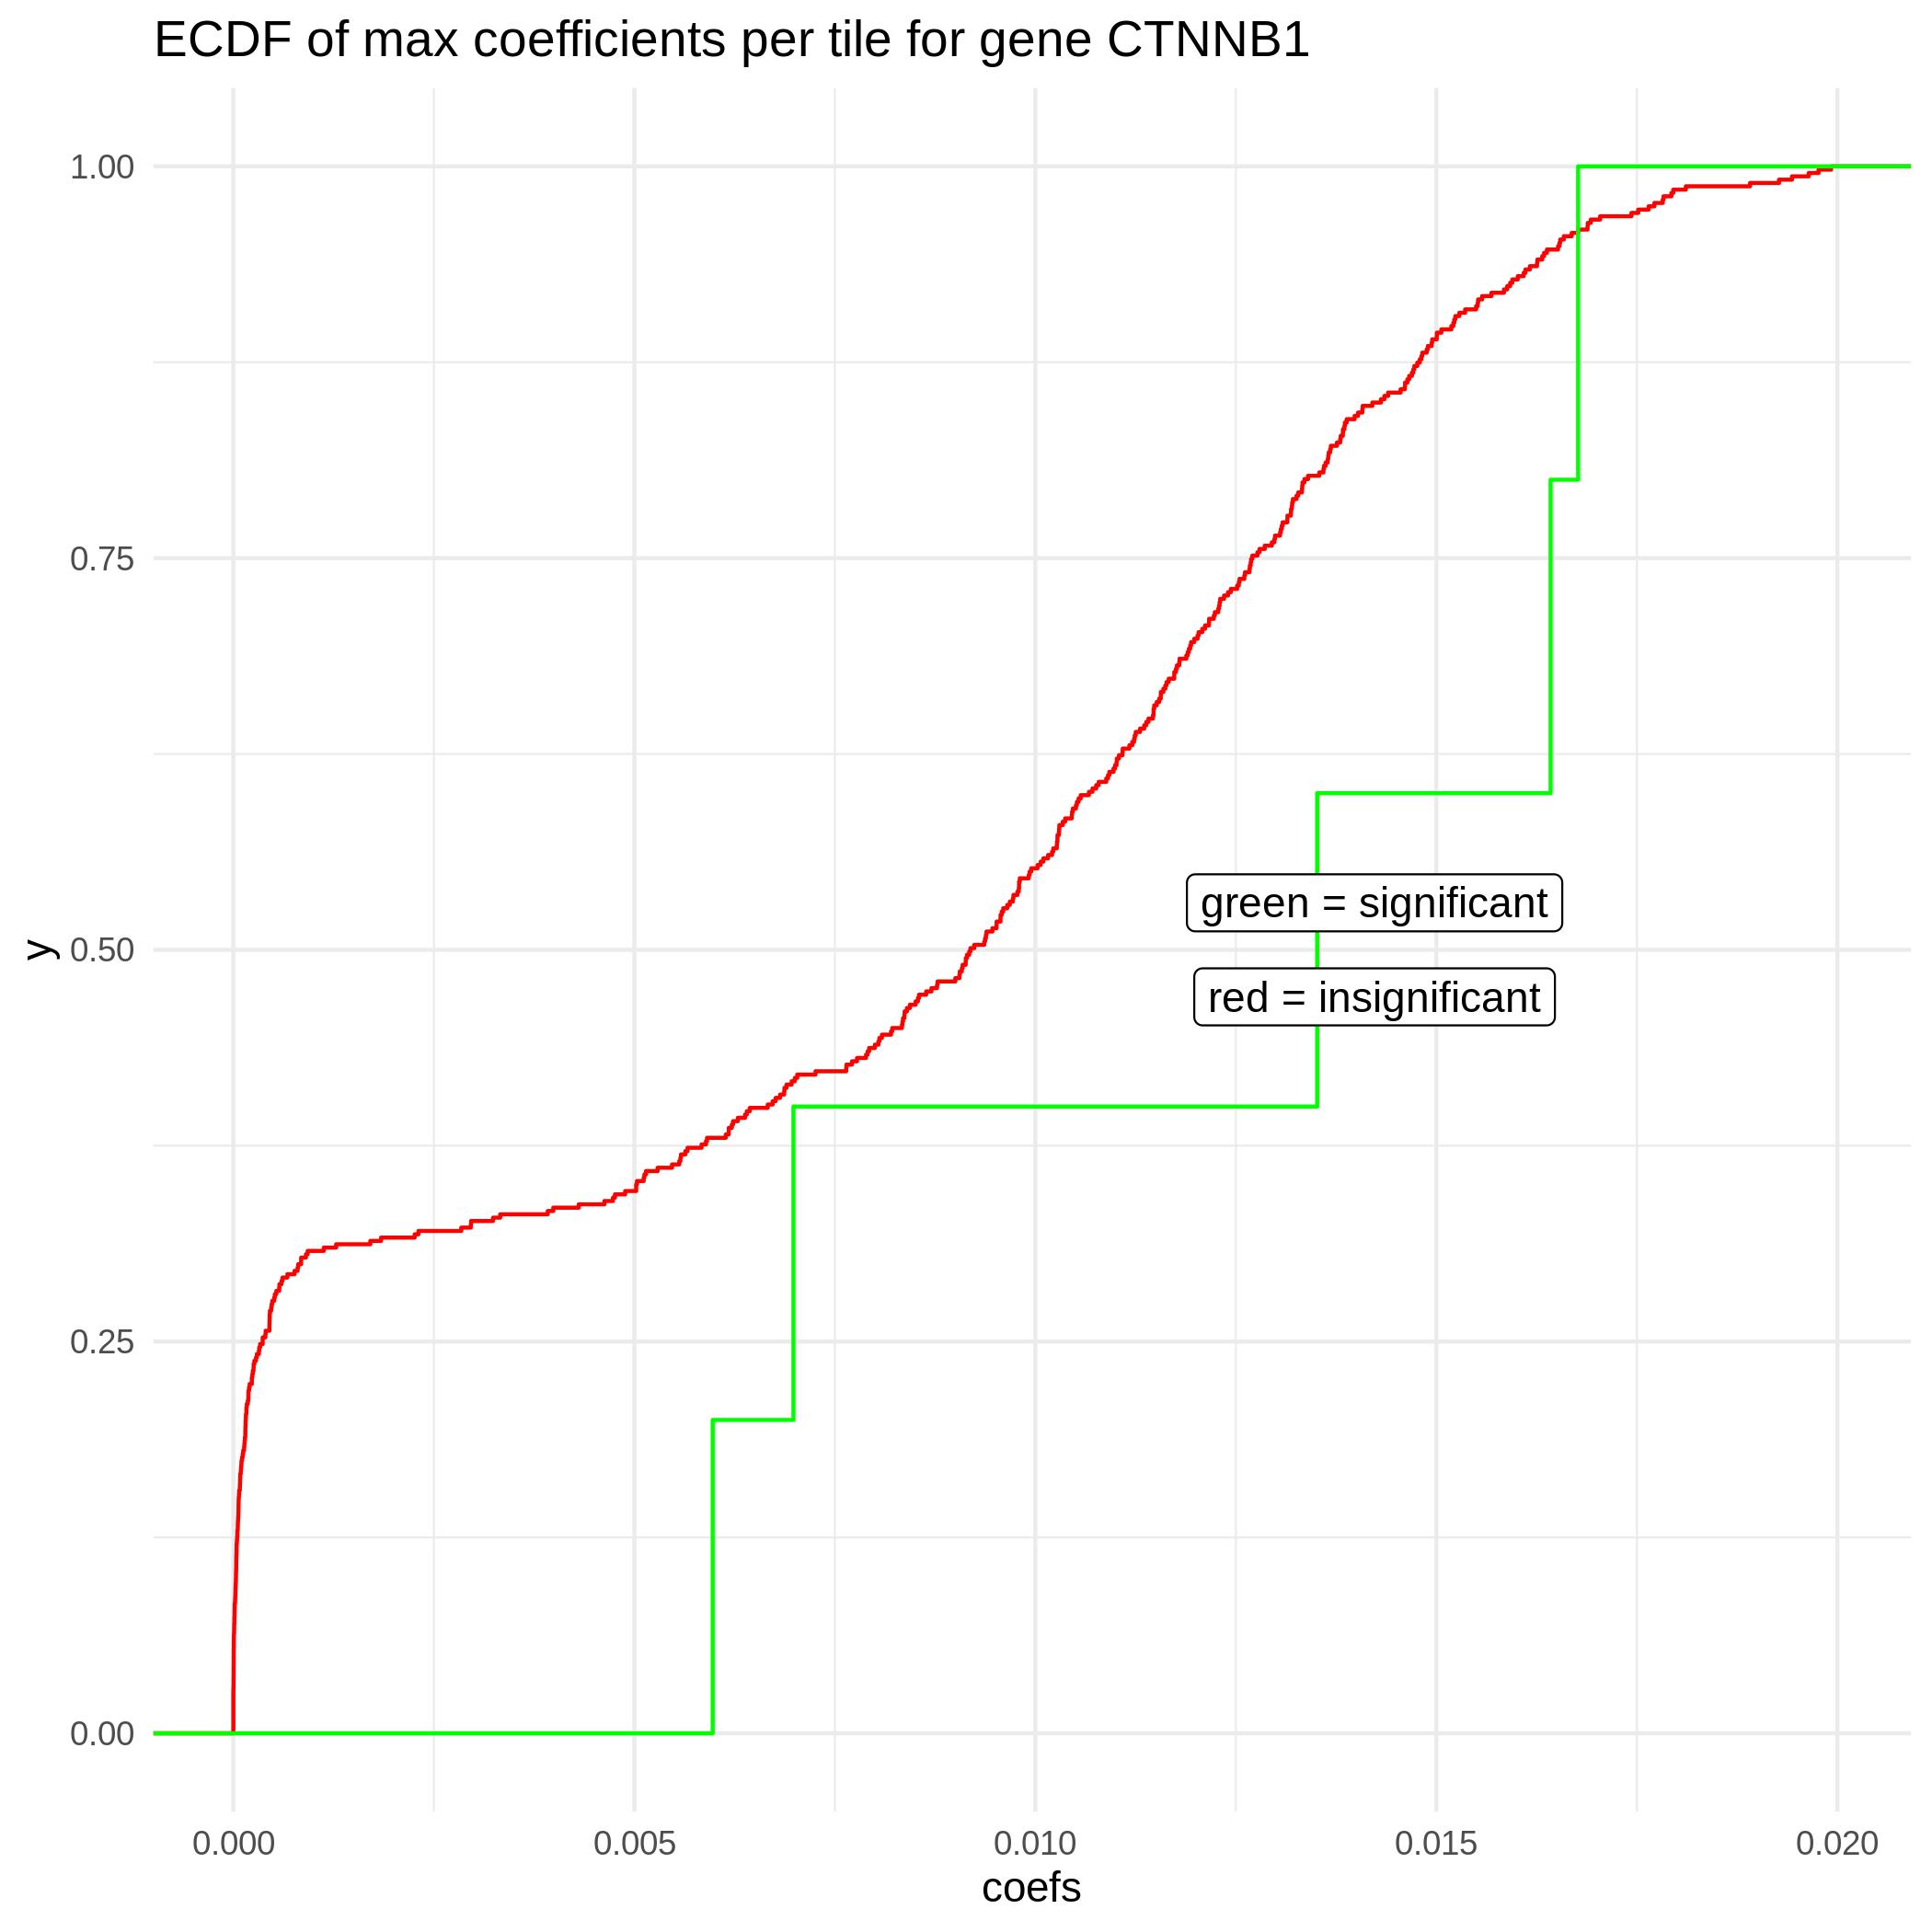 ECDF of max coefficients per tile for gene CTNNB1
1.00
0.75
0.50
0.25
0.00
y
green = significant
red = insignificant
0.000 0.005 0.010 0.015 0.020
coefs